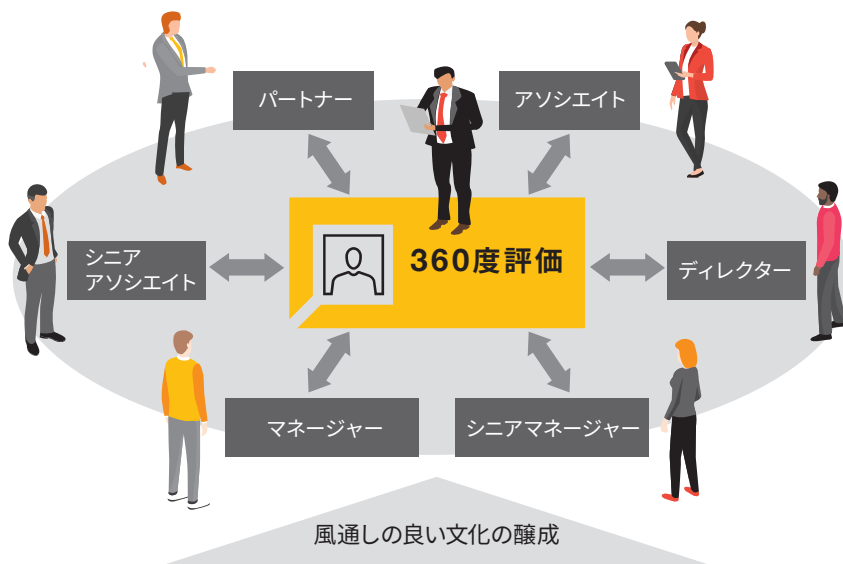 パートナー
アソシエイト
シニア
アソシエイト
360度評価
ディレクター
マネージャー
シニアマネージャー
風通しの良い文化の醸成